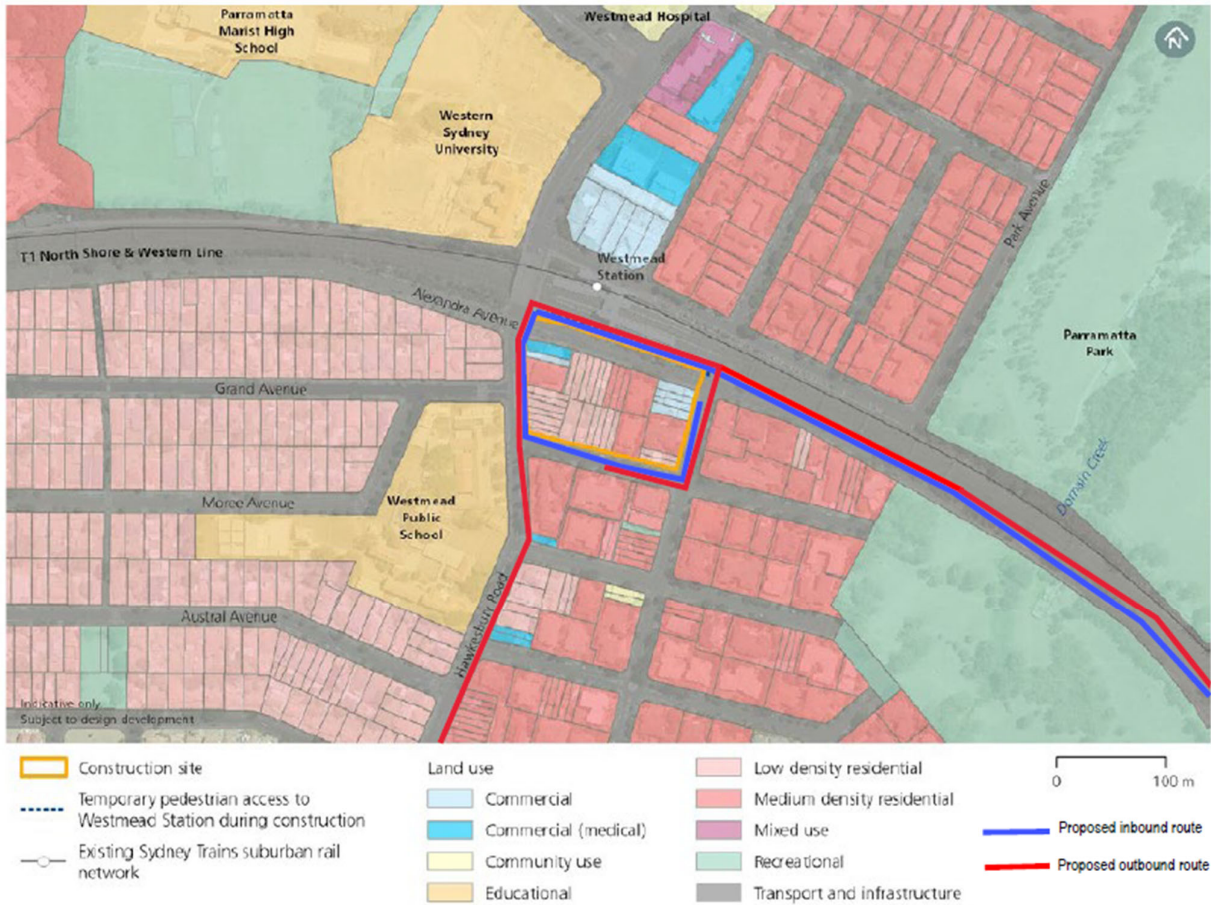 Parramatta
Marist High
School
Westmead Hospital
N
Western
Sydney
University
Park Avenue
T1 North Shore & Western Line
Westmead
Station
Alexandra Avenue
Parramatta
Park
Grand Avenue
Domain Creek
Moree Avenue
Westmead
Public
School
Hawkesbury Road
Austral Avenue
Indicative only
Subject to design development
Construction site
Temporary pedestrian access to
Westmead Station during construction
Existing Sydney Trains suburban rail
network
Land use
Commercial
Commercial (medical)
Community use
Educational
Low density residential
Medium density residential
Mixed use
Recreational
Transport and infrastructure
0 100 m
Proposed inbound route
Proposed outbound route